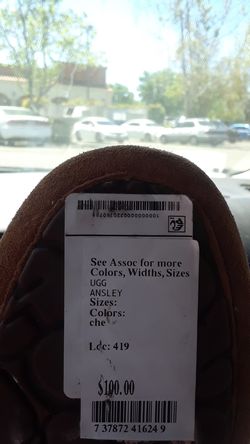 See Assoc for more
Colors, Widths, Sizes
UGG
ANSLEY
Sizes:
Colors:
che
Loc: 419
$100.00
7 37872 41624 9